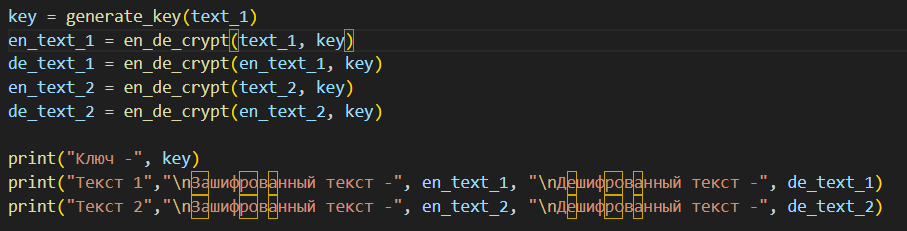 key = generate_key(text_1)
en_text_1 = en_de_crypt(text_1, key)
de_text_1 = en_de_crypt(en_text_1, key)
en_text_2 = en_de_crypt(text_2, key)
de_text_2 = en_de_crypt(en_text_2, key)
print("Ключ -", key)
print("Текст 1","\nЗашифрованный текст -", en_text_1, "\nДешифрованный текст -", de_text_1)
print("Текст 2","\nЗашифрованный текст -", en_text_2, "\nДешифрованный текст -", de_text_2)